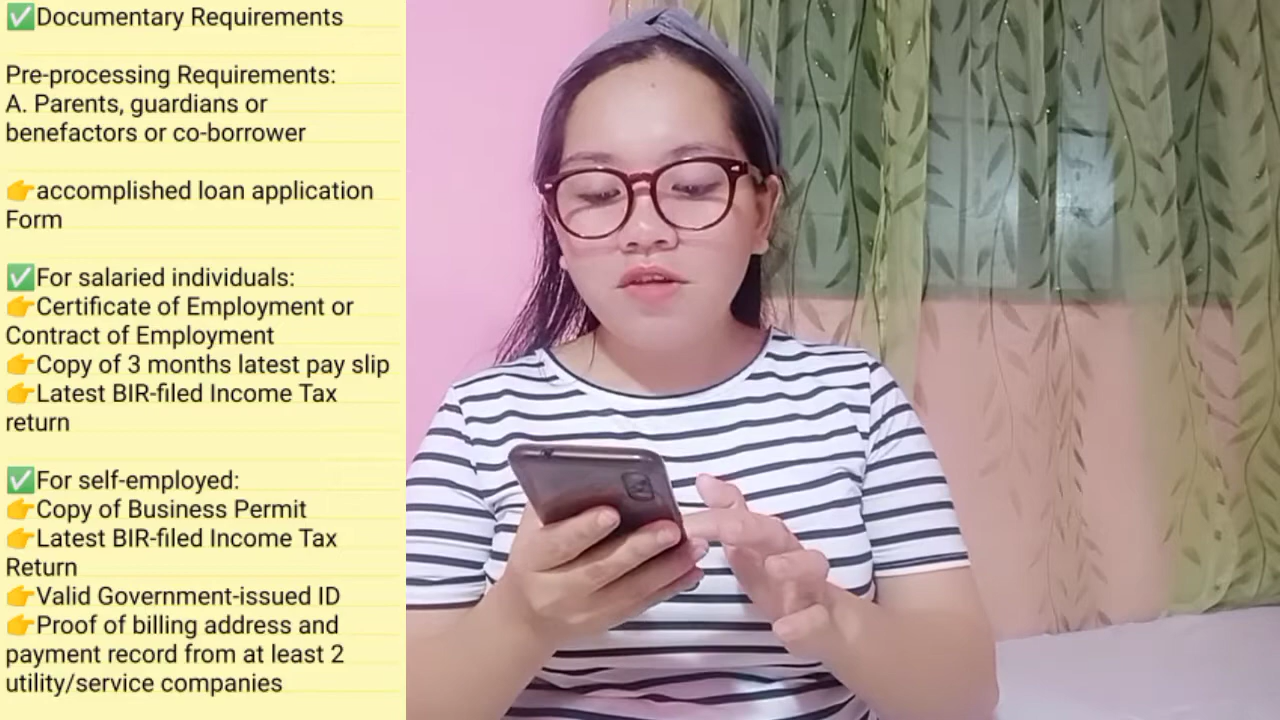 ✅Documentary Requirements
Pre-processing Requirements:
A. Parents, guardians or
benefactors or co-borrower
👉accomplished loan application
Form
✅For salaried individuals:
👉Certificate of Employment or
Contract of Employment
👉Copy of 3 months latest pay slip
👉Latest BIR-filed Income Tax
return
✅For self-employed:
👉Copy of Business Permit
👉Latest BIR-filed Income Tax
Return
👉Valid Government-issued ID
👉Proof of billing address and
payment record from at least 2
utility/service companies